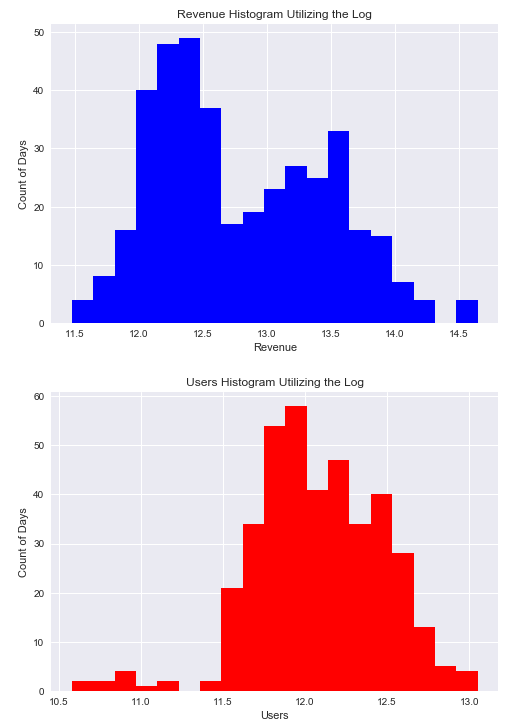 Revenue Histogram Utilizing the Log
50
40
30
20
10
0
Count of Days
11.5 12.0 12.5 13.0 13.5 14.0 14.5
Revenue
Users Histogram Utilizing the Log
60
50
40
30
20
10
0
Count of Days
10.5 11.0 11.5 12.0 12.5 13.0
Users